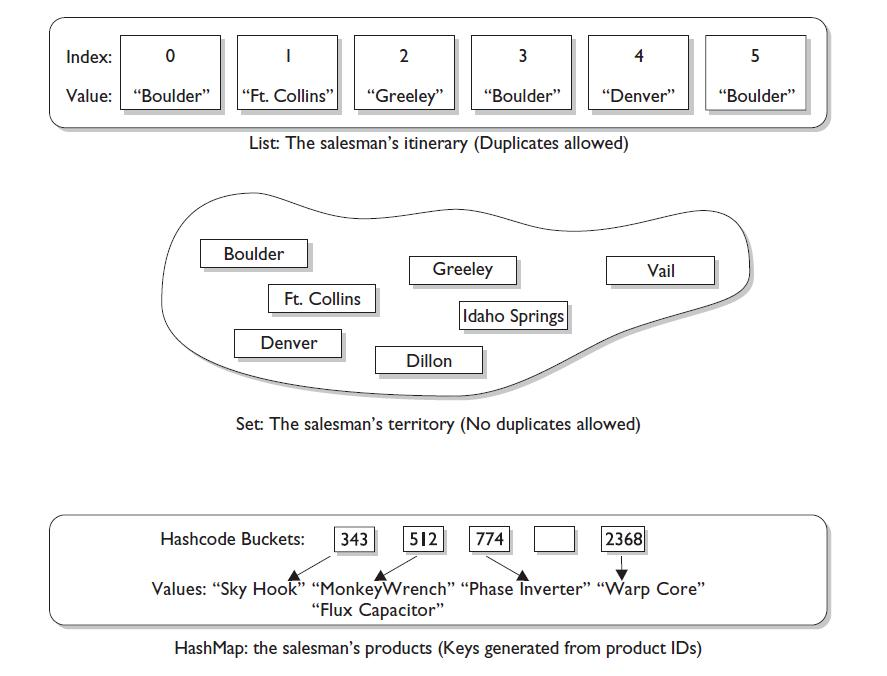 Index: 0 1 2 3 4 5
Value: “Boulder” “Ft. Collins” “Greeley” “Boulder” “Denver” “Boulder”
List: The salesman’s itinerary (Duplicates allowed)
Boulder
Greeley
Vail
Ft. Collins
Idaho Springs
Denver
Dillon
Set: The salesman’s territory (No duplicates allowed)
Hashcode Buckets: 343 512 774 2368
Values: “Sky Hook” “MonkeyWrench” “Phase Inverter” “Warp Core”
“Flux Capacitor”
HashMap: the salesman’s products (Keys generated from product IDs)